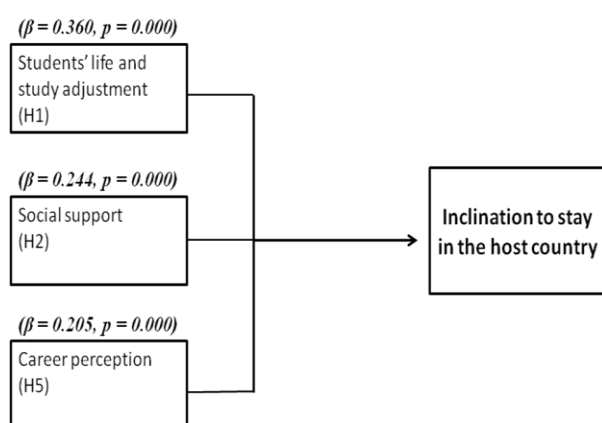 (β = 0.360, p = 0.000)
Students' life and
study adjustment
(H1)
(β = 0.244, p = 0.000)
Social support
(H2)
(β = 0.205, p = 0.000)
Career perception
(H5)
Inclination to stay
in the host country